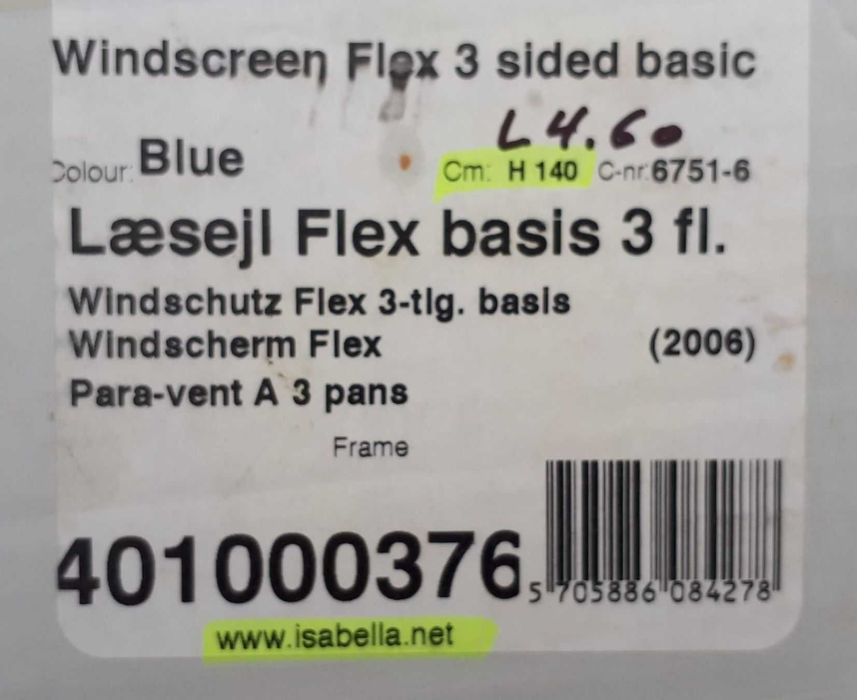 Windscreen Flex 3 sided basic
L 4.60
Colour: Blue Cm: H 140 C-nr:6751-6
Læsejl Flex basis 3 fl.
Windschutz Flex 3-tlg. basis
Windscherm Flex (2006)
Para-vent A 3 pans
Frame
401000376
5 705886 084278
www.isabella.net